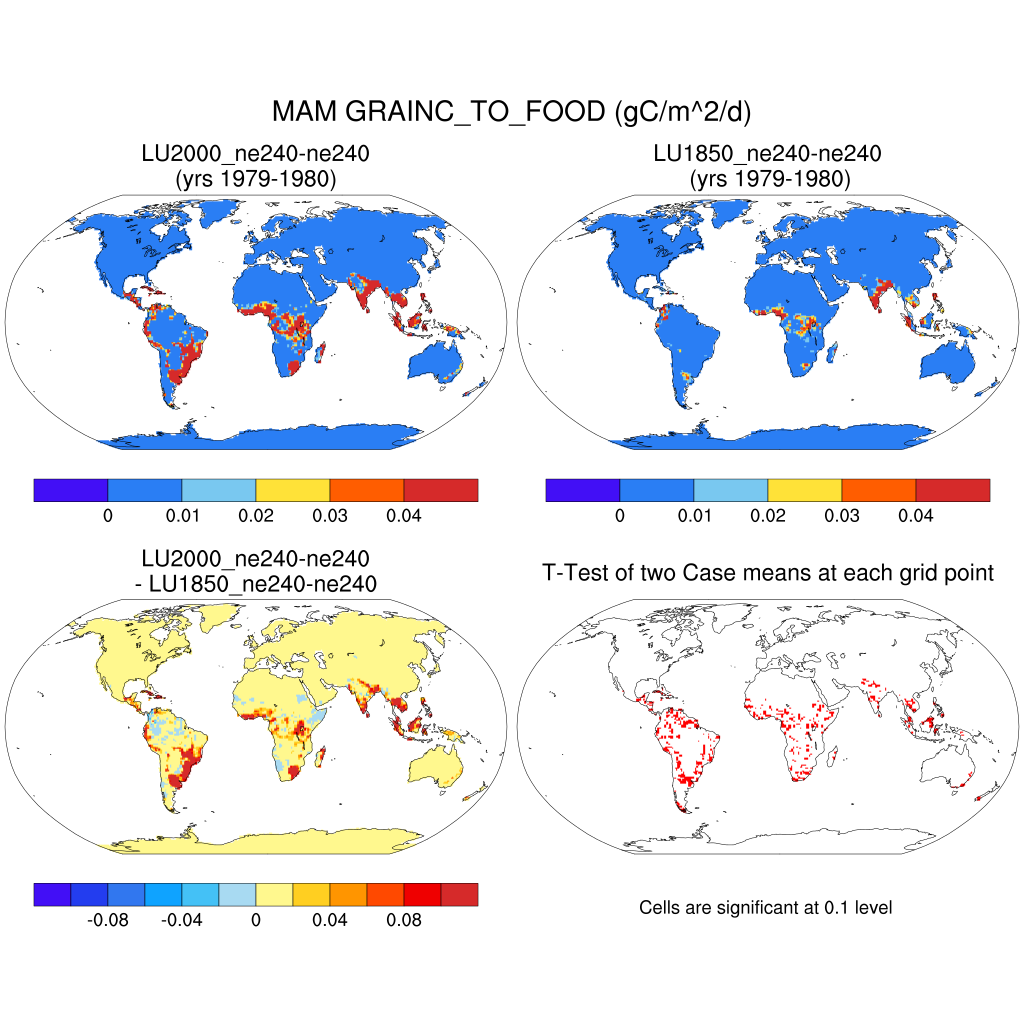 MAM GRAINC_TO_FOOD (gC/m^2/d)
LU2000_ne240-ne240
(yrs 1979-1980)
LU1850_ne240-ne240
(yrs 1979-1980)
0 0.01 0.02 0.03 0.04
0 0.01 0.02 0.03 0.04
LU2000_ne240-ne240
- LU1850_ne240-ne240
T-Test of two Case means at each grid point
-0.08 -0.04 0 0.04 0.08
Cells are significant at 0.1 level